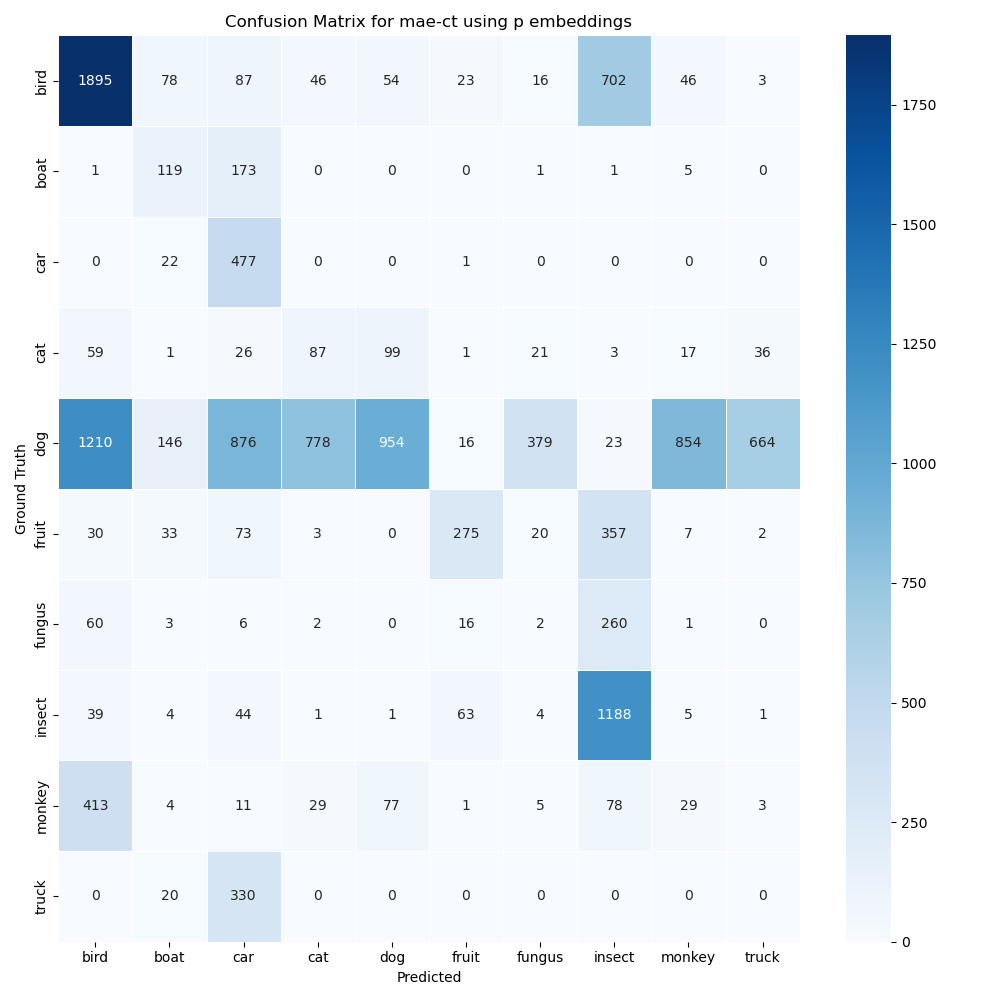 Confusion Matrix for mae-ct using p embeddings
bird 1895 78 87 46 54 23 16 702 46 3
boat 1 119 173 0 0 0 1 1 5 0
car 0 22 477 0 0 1 0 0 0 0
cat 59 1 26 87 99 1 21 3 17 36
dog 1210 146 876 778 954 16 379 23 854 664
fruit 30 33 73 3 0 275 20 357 7 2
fungus 60 3 6 2 0 16 2 260 1 0
insect 39 4 44 1 1 63 4 1188 5 1
monkey 413 4 11 29 77 1 5 78 29 3
truck 0 20 330 0 0 0 0 0 0 0
bird boat car cat dog fruit fungus insect monkey truck
Predicted
Ground Truth
1750
1500
1250
1000
750
500
250
0